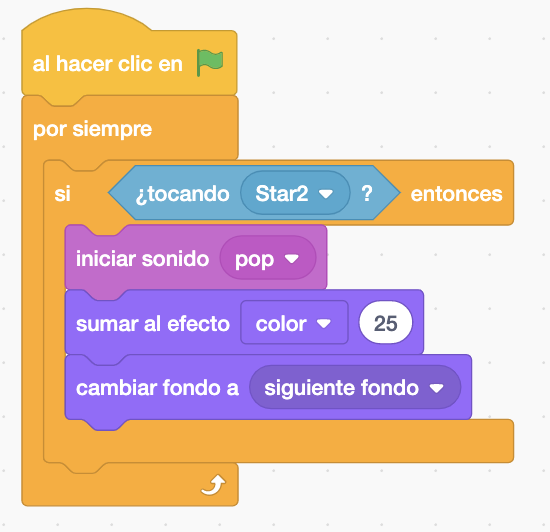 al hacer clic en
por siempre
si ¿tocando Star2 ? entonces
iniciar sonido pop
sumar al efecto color 25
cambiar fondo a siguiente fondo